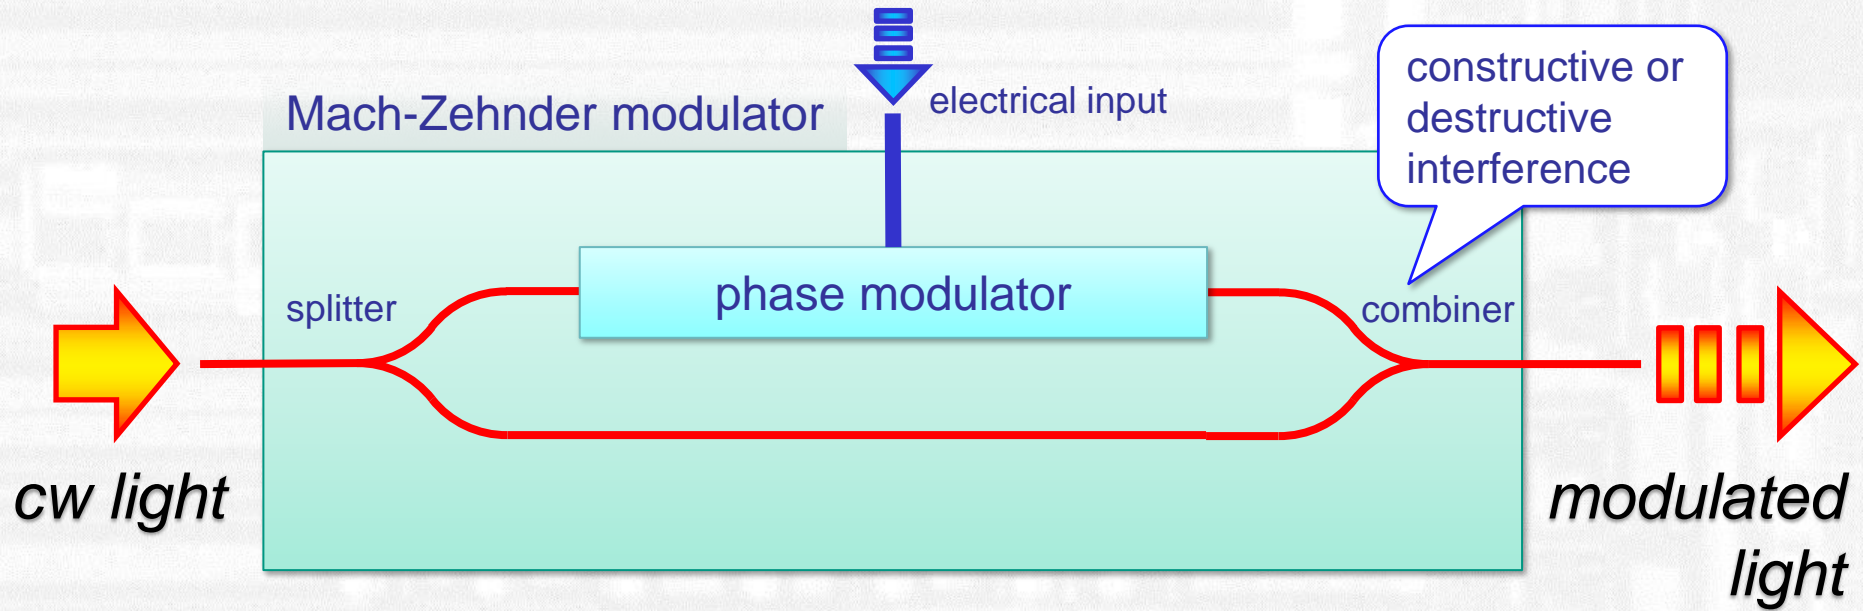 Mach-Zehnder modulator
electrical input
constructive or
destructive
interference
splitter
phase modulator
combiner
cw light
modulated
light